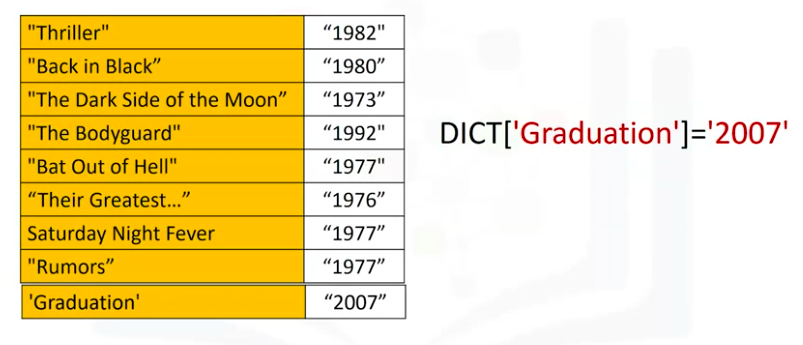 "Thriller" “1982"
"Back in Black” “1980”
"The Dark Side of the Moon” “1973”
"The Bodyguard" “1992"
"Bat Out of Hell" “1977"
“Their Greatest…” “1976”
Saturday Night Fever “1977”
"Rumors” “1977”
'Graduation' “2007”
DICT['Graduation']='2007'